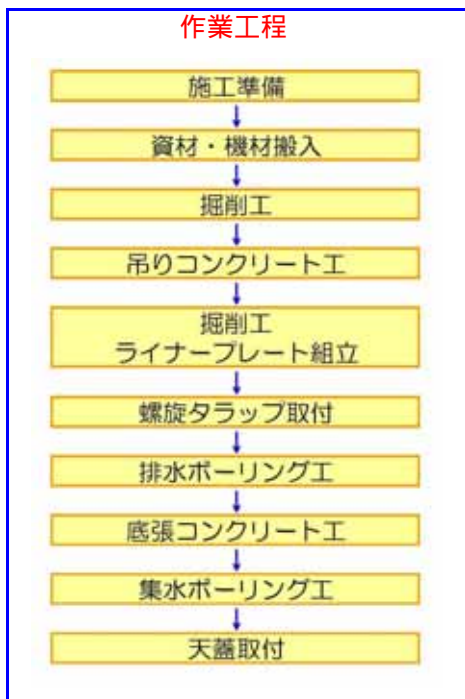 作業工程
施工準備
資材・機材搬入
掘削工
吊りコンクリート工
掘削工
ライナープレート組立
螺旋タラップ取付
排水ボーリング工
底張コンクリート工
集水ボーリング工
天蓋取付